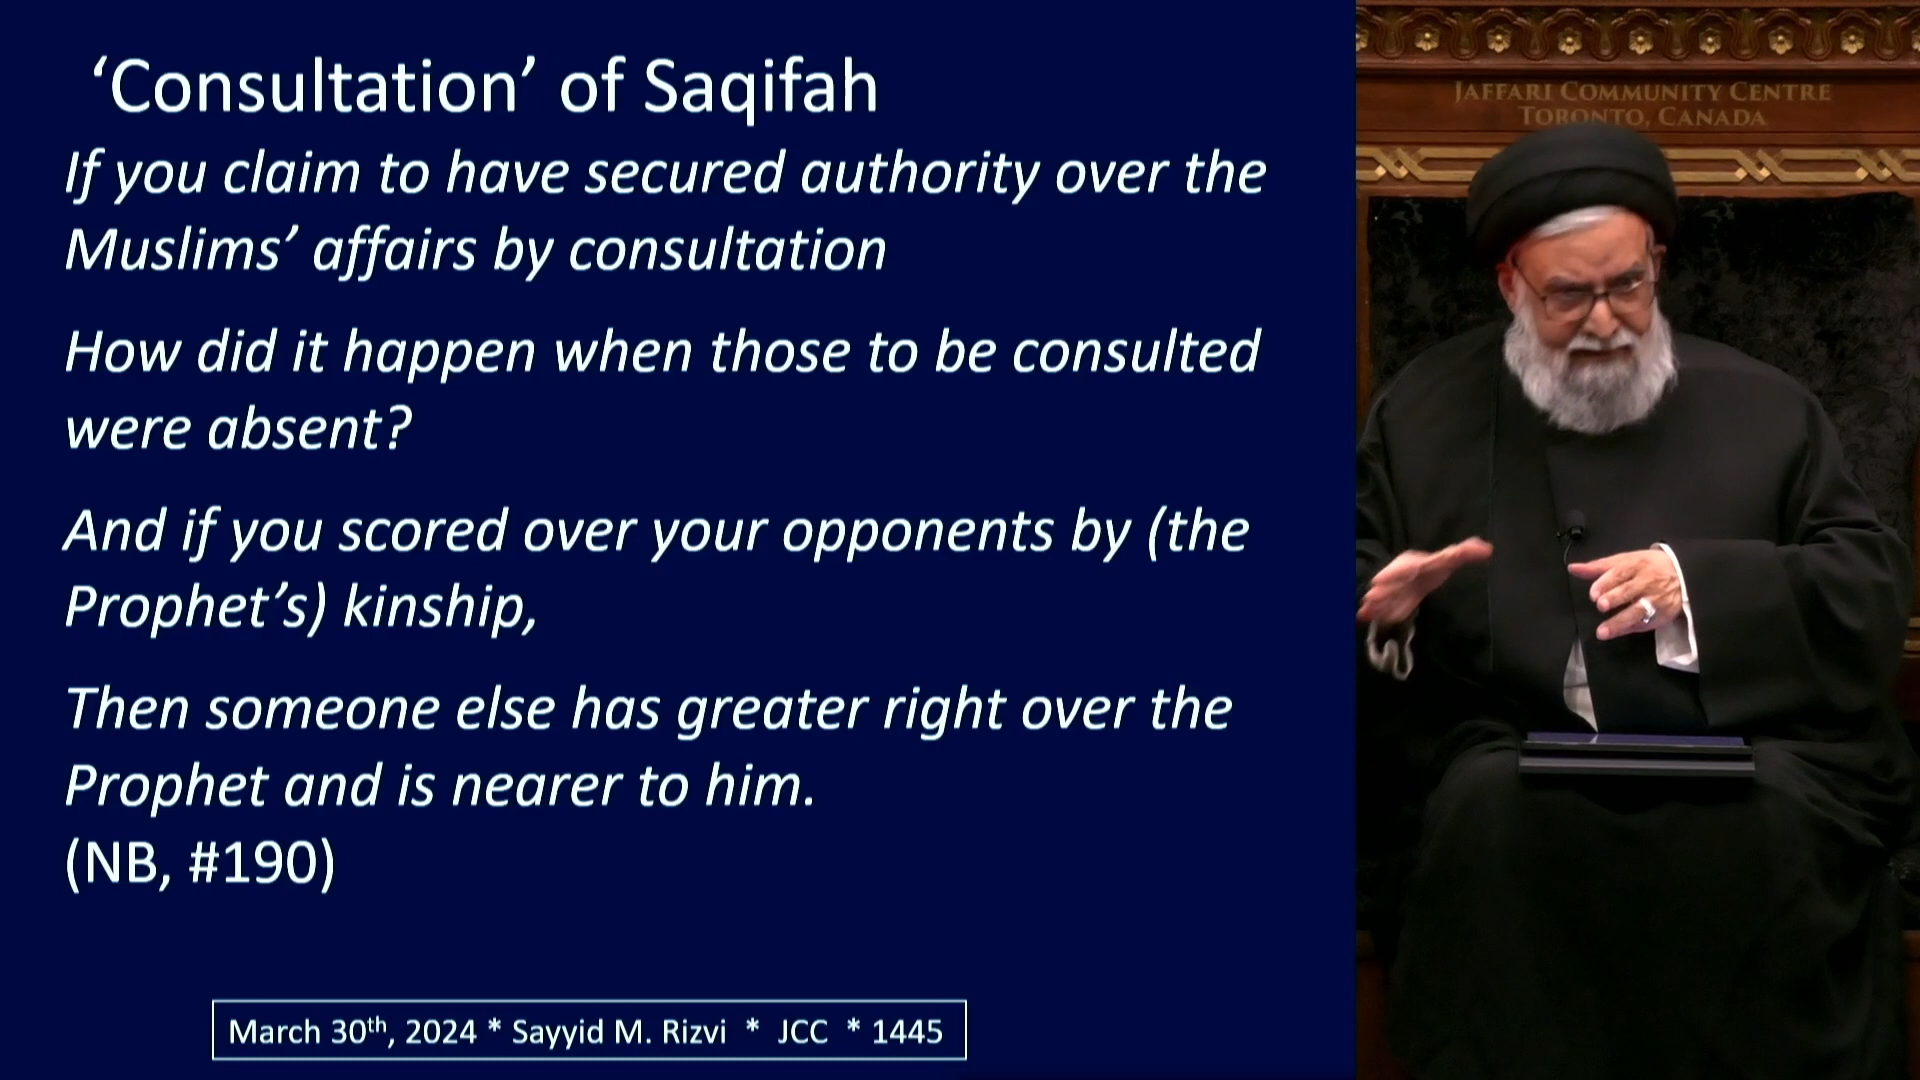 ‘Consultation’ of Saqifah
If you claim to have secured authority over the
Muslims’ affairs by consultation
How did it happen when those to be consulted
were absent?
And if you scored over your opponents by (the
Prophet’s) kinship,
Then someone else has greater right over the
Prophet and is nearer to him.
(NB, #190)
March 30th, 2024 * Sayyid M. Rizvi * JCC * 1445
JAFFARI COMMUNITY CENTRE
TORONTO, CANADA